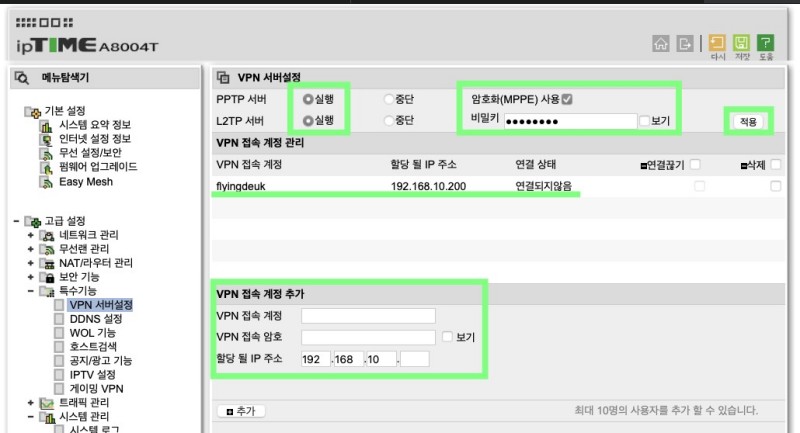 ipTIME A8004T
다시 저장 도움
메뉴탐색기
기본 설정
시스템 요약 정보
인터넷 설정 정보
무선 설정/보안
펌웨어 업그레이드
Easy Mesh
고급 설정
네트워크 관리
무선랜 관리
NAT/라우터 관리
보안 기능
특수기능
VPN 서버설정
DDNS 설정
WOL 기능
호스트검색
공지/광고 기능
IPTV 설정
게이밍 VPN
트래픽 관리
시스템 관리
시스템 로그
VPN 서버설정
PPTP 서버 실행 중단 암호화(MPPE) 사용
L2TP 서버 실행 중단 비밀키 ●●●●●●●● 보기 적용
VPN 접속 계정 관리
VPN 접속 계정 할당 될 IP 주소 연결 상태 연결끊기 삭제
flyingdeuk 192.168.10.200 연결되지않음
VPN 접속 계정 추가
VPN 접속 계정
VPN 접속 암호 보기
할당 될 IP 주소 192 .168 .10 .
추가 최대 10명의 사용자를 추가 할 수 있습니다.